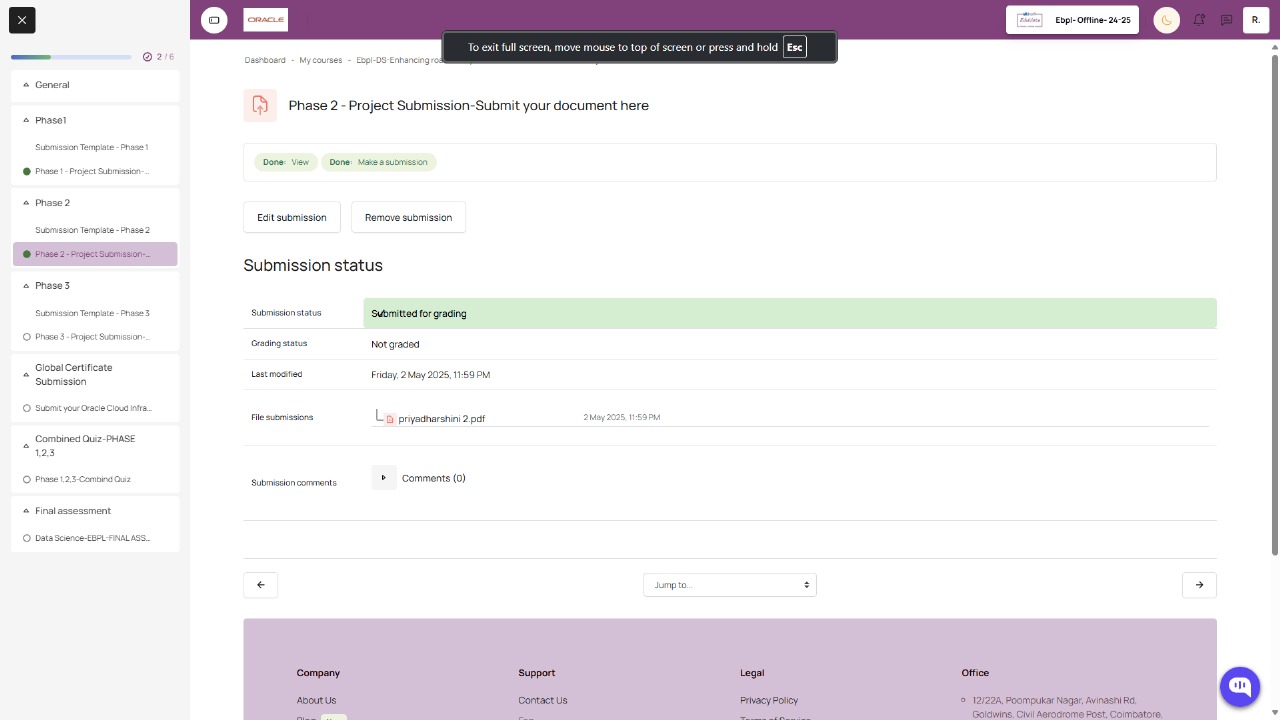 ORACLE
Ebpl- Offline- 24-25
R.
To exit full screen, move mouse to top of screen or press and hold Esc
2 / 6
General
Phase1
Submission Template - Phase 1
Phase 1 - Project Submission-...
Phase 2
Submission Template - Phase 2
Phase 2 - Project Submission-...
Phase 3
Submission Template - Phase 3
Phase 3 - Project Submission-...
Global Certificate
Submission
Submit your Oracle Cloud Infra...
Combined Quiz-PHASE
1,2,3
Phase 1,2,3-Combind Quiz
Final assessment
Data Science-EBPL-FINAL ASS...
Dashboard - My courses - Ebpl-DS-Enhancing roa
Phase 2 - Project Submission-Submit your document here
Done: View Done: Make a submission
Edit submission Remove submission
Submission status
Submission status Submitted for grading
Grading status Not graded
Last modified Friday, 2 May 2025, 11:59 PM
File submissions priyadharshini 2.pdf 2 May 2025, 11:59 PM
Submission comments Comments (0)
Jump to...
Company Support Legal Office
About Us Contact Us Privacy Policy 12/22A, Poompukar Nagar, Avinashi Rd,
Goldwins, Civil Aerodrome Post, Coimbatore,